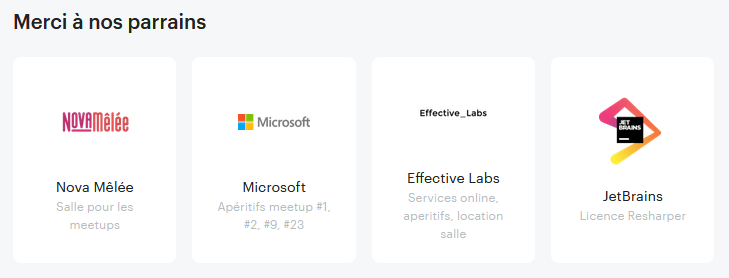 Merci à nos parrains
NOVAMêlée
Nova Mêlée
Salle pour les
meetups
Microsoft
Microsoft
Apéritifs meetup #1,
#2, #9, #23
Effective_Labs
Effective Labs
Services online,
aperitifs, location
salle
JET
BRAINS
JetBrains
Licence Resharper